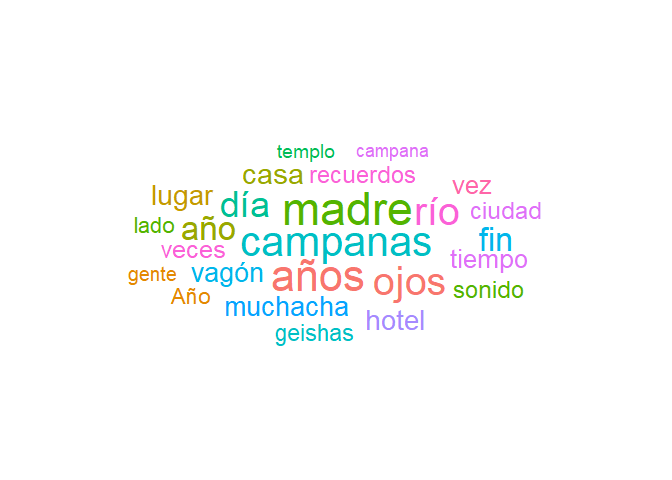 templo campana
casa recuerdos
lugar día madre río vez ciudad
lado año campanas fin
veces vagón años ojos tiempo
gente Año muchacha hotel sonido
geishas